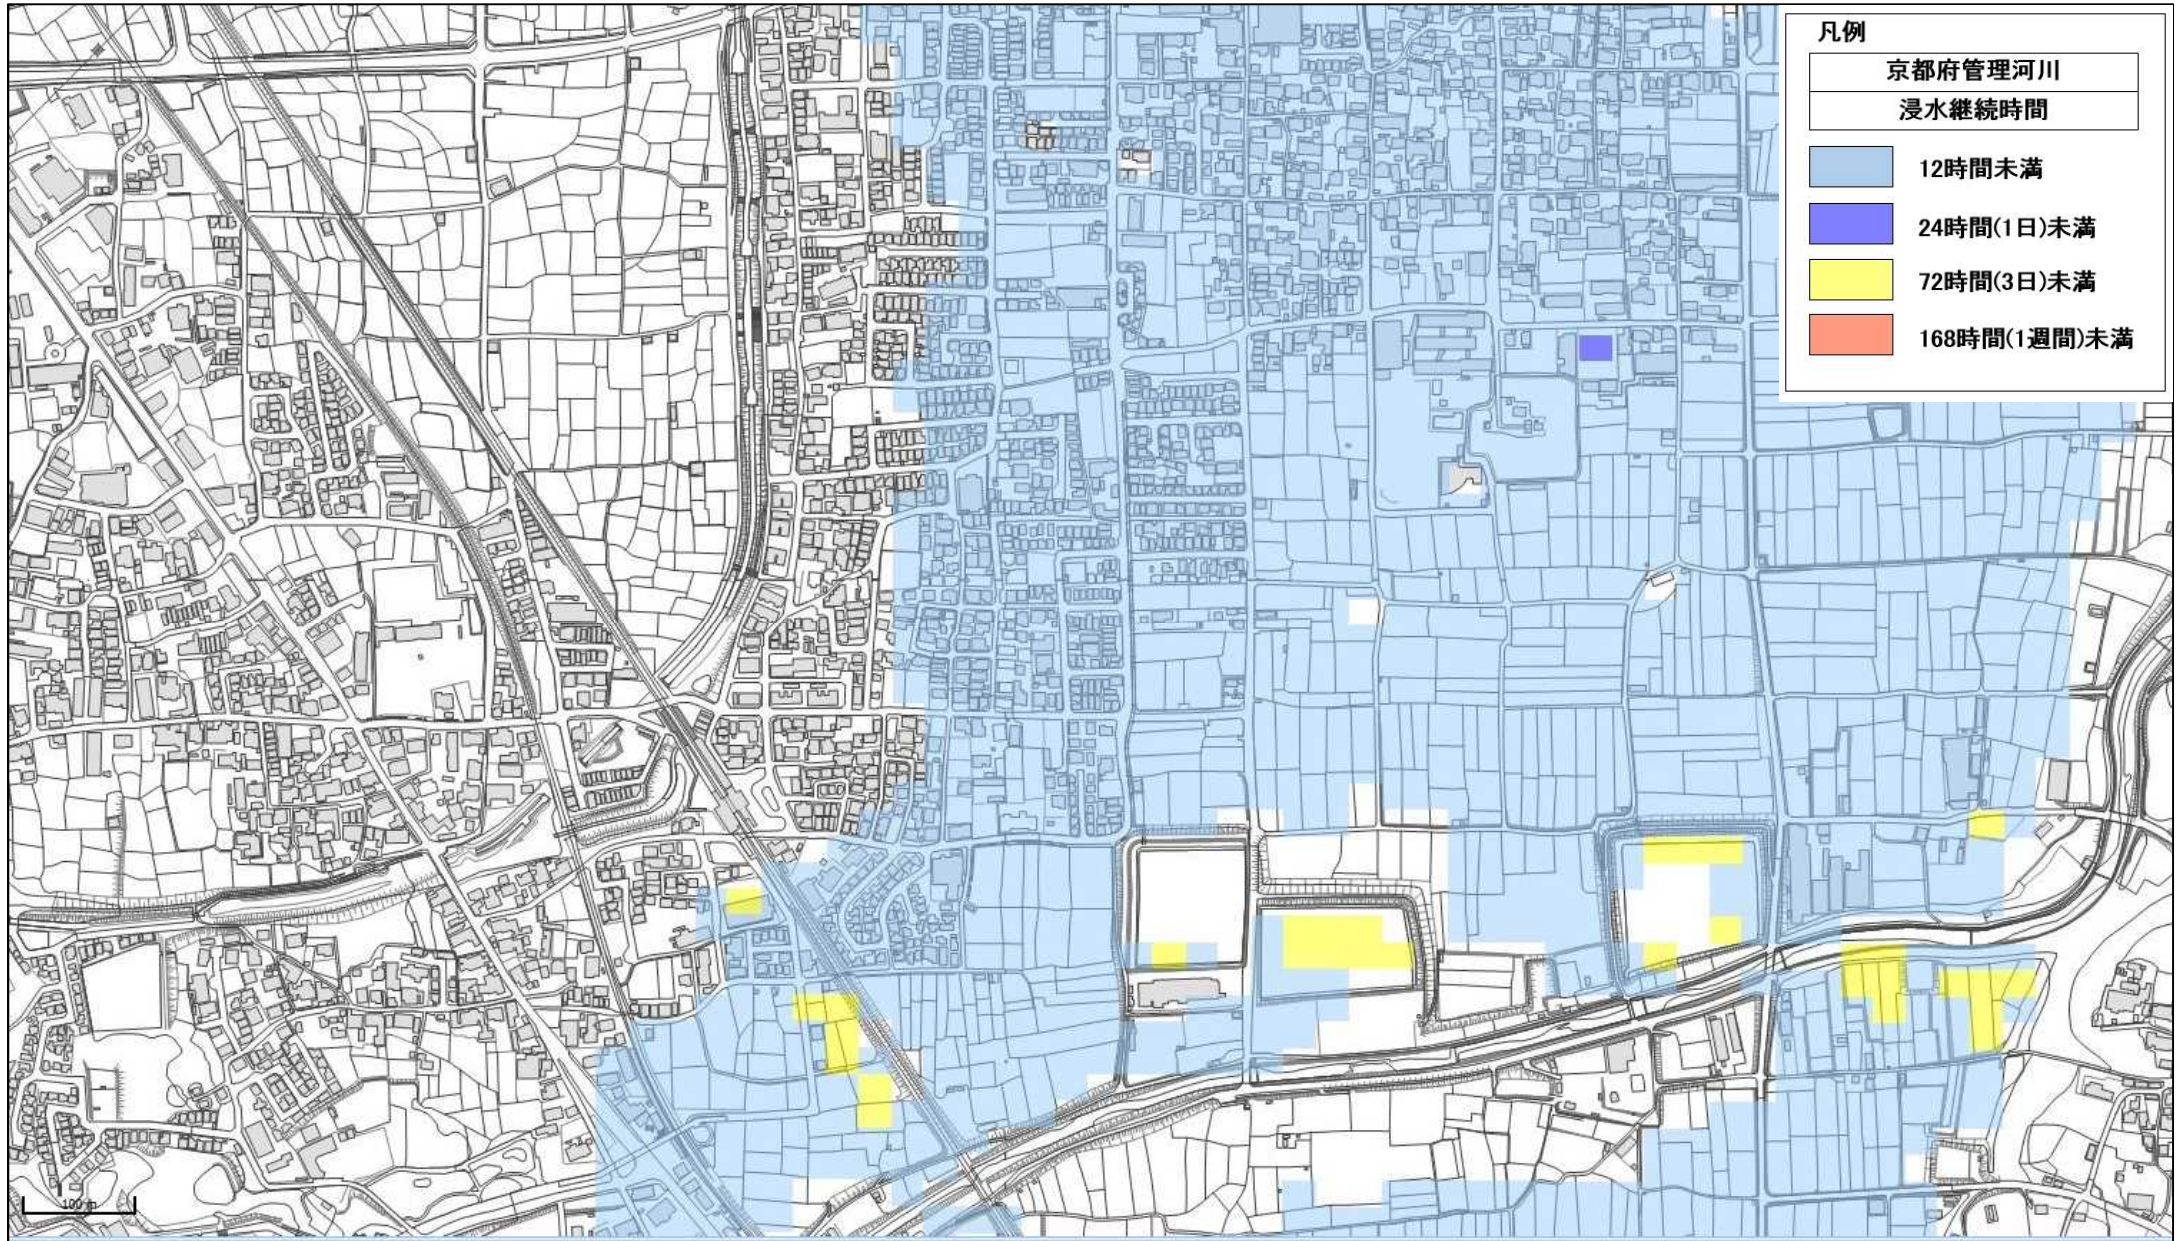 凡例
京都府管理河川
浸水継続時間
12時間未満
24時間(1日)未満
72時間(3日)未満
168時間(1週間)未満
100 m